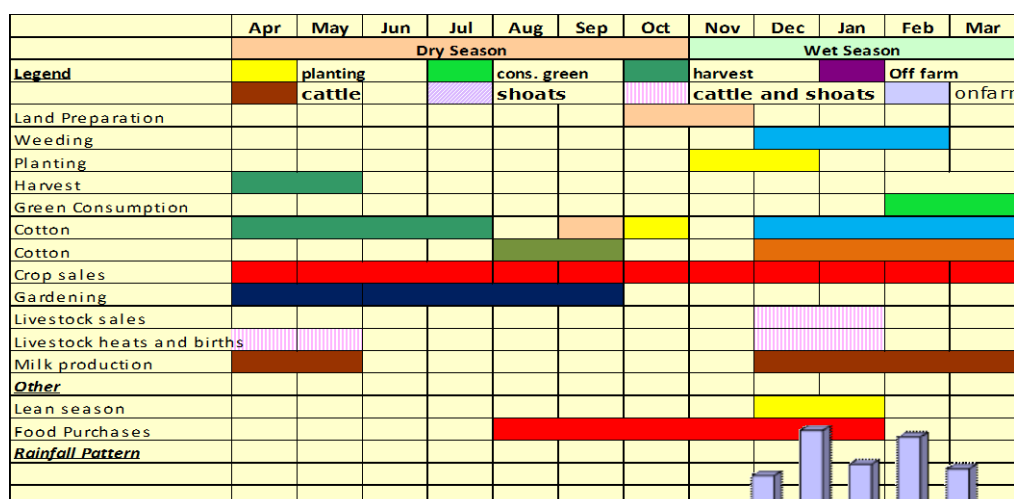 Apr May Jun Jul Aug Sep Oct Nov Dec Jan Feb Mar
Dry Season Wet Season
Legend planting cons. green harvest Off farm
cattle shoats cattle and shoats onfarm
Land Preparation
Weeding
Planting
Harvest
Green Consumption
Cotton
Cotton
Crop sales
Gardening
Livestock sales
Livestock heats and births
Milk production
Other
Lean season
Food Purchases
Rainfall Pattern